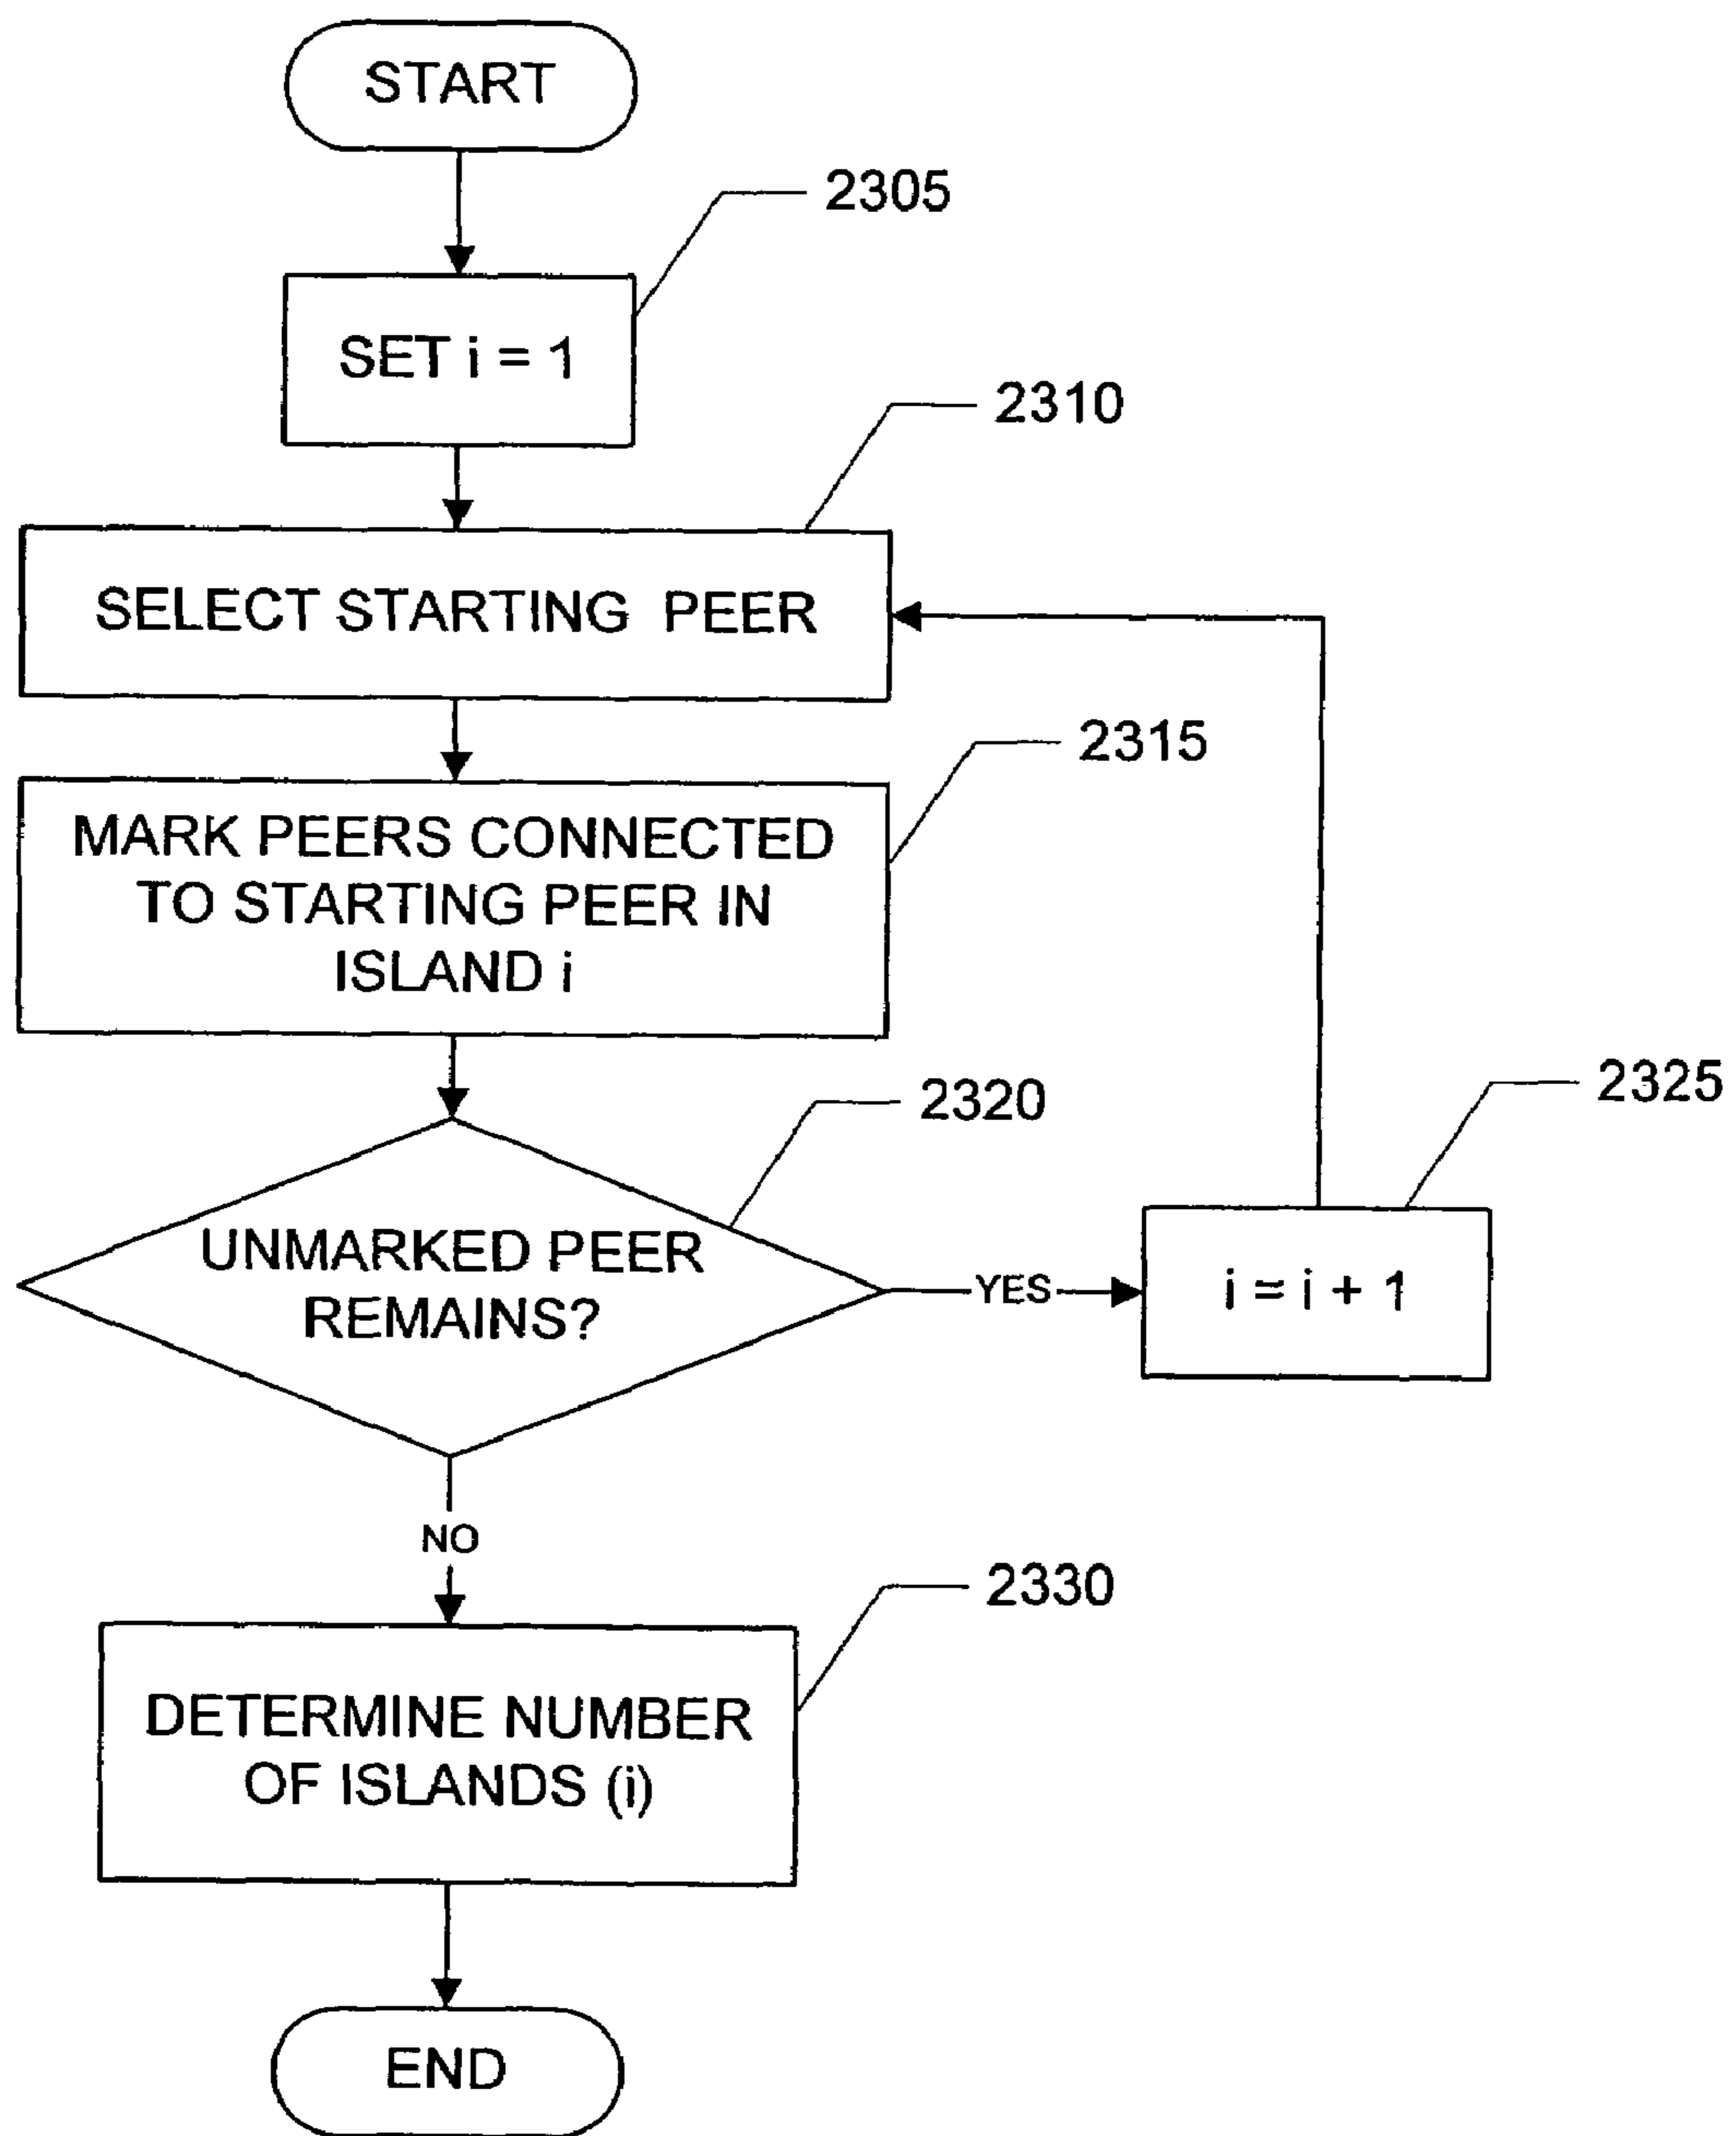 START
2305
SET i = 1
2310
SELECT STARTING PEER
2315
MARK PEERS CONNECTED
TO STARTING PEER IN
ISLAND i
2320
UNMARKED PEER
REMAINS?
YES
2325
i = i + 1
NO
2330
DETERMINE NUMBER
OF ISLANDS (i)
END